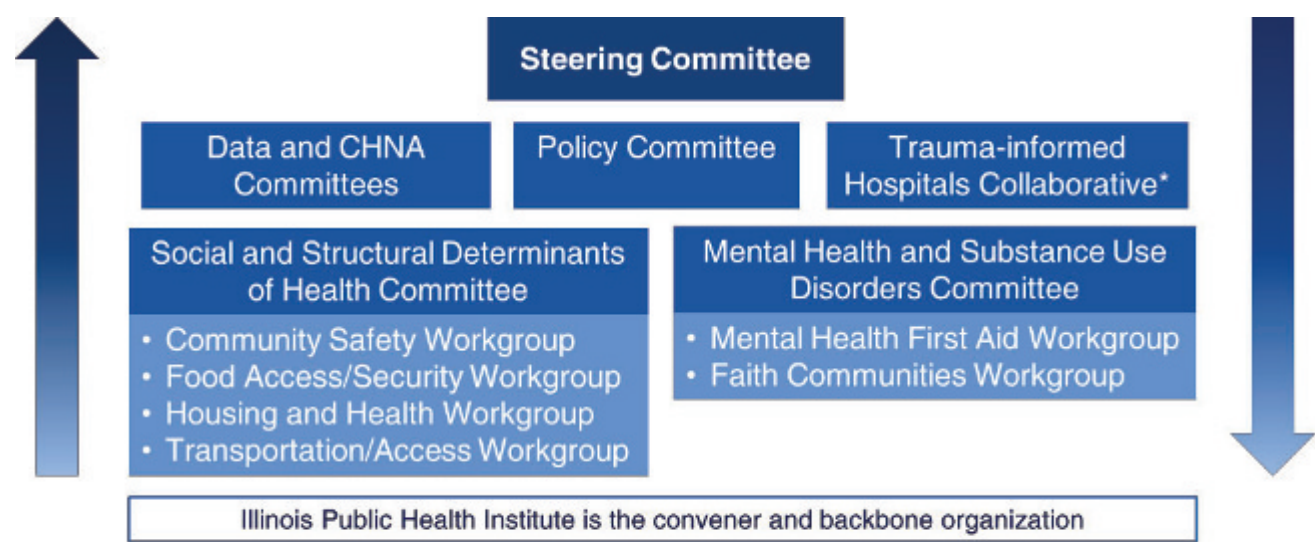 Steering Committee
Data and CHNA
Committees
Policy Committee
Trauma-informed
Hospitals Collaborative*
Social and Structural Determinants
of Health Committee
• Community Safety Workgroup
• Food Access/Security Workgroup
• Housing and Health Workgroup
• Transportation/Access Workgroup
Mental Health and Substance Use
Disorders Committee
• Mental Health First Aid Workgroup
• Faith Communities Workgroup
Illinois Public Health Institute is the convener and backbone organization